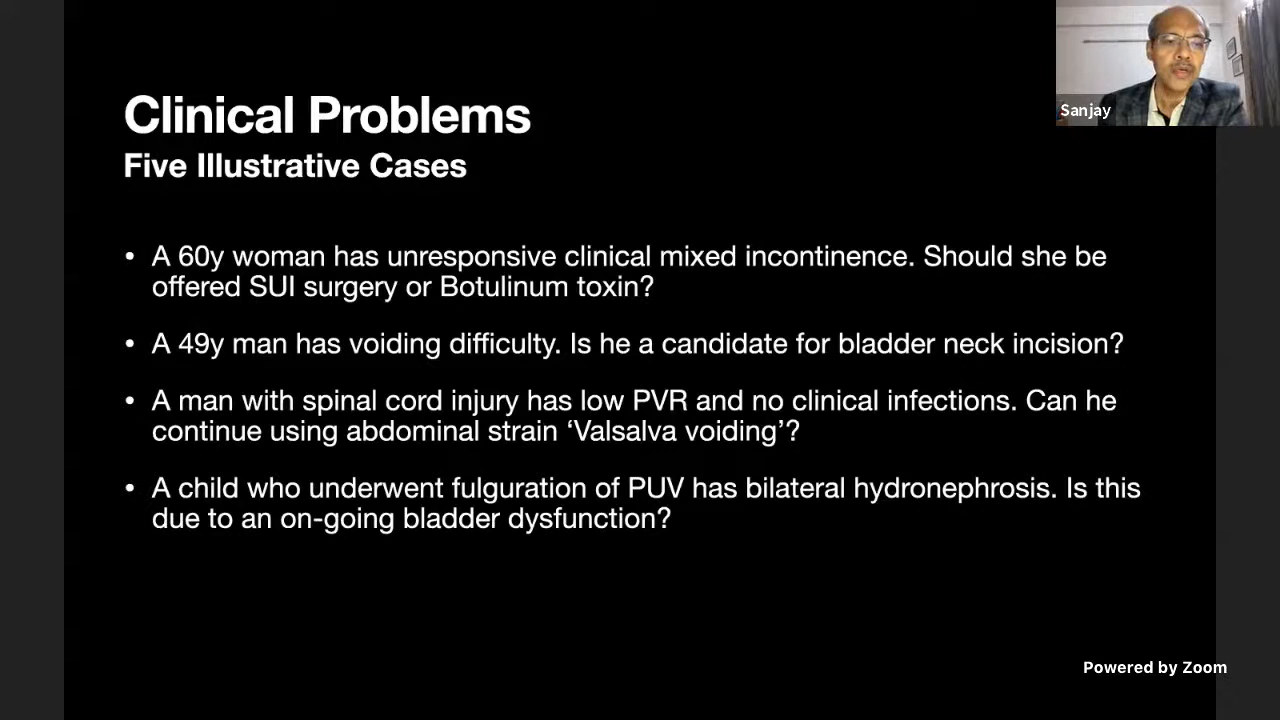 Sanjay
Clinical Problems
Five Illustrative Cases
• A 60y woman has unresponsive clinical mixed incontinence. Should she be
offered SUI surgery or Botulinum toxin?
• A 49y man has voiding difficulty. Is he a candidate for bladder neck incision?
• A man with spinal cord injury has low PVR and no clinical infections. Can he
continue using abdominal strain ‘Valsalva voiding’?
• A child who underwent fulguration of PUV has bilateral hydronephrosis. Is this
due to an on-going bladder dysfunction?
Powered by Zoom